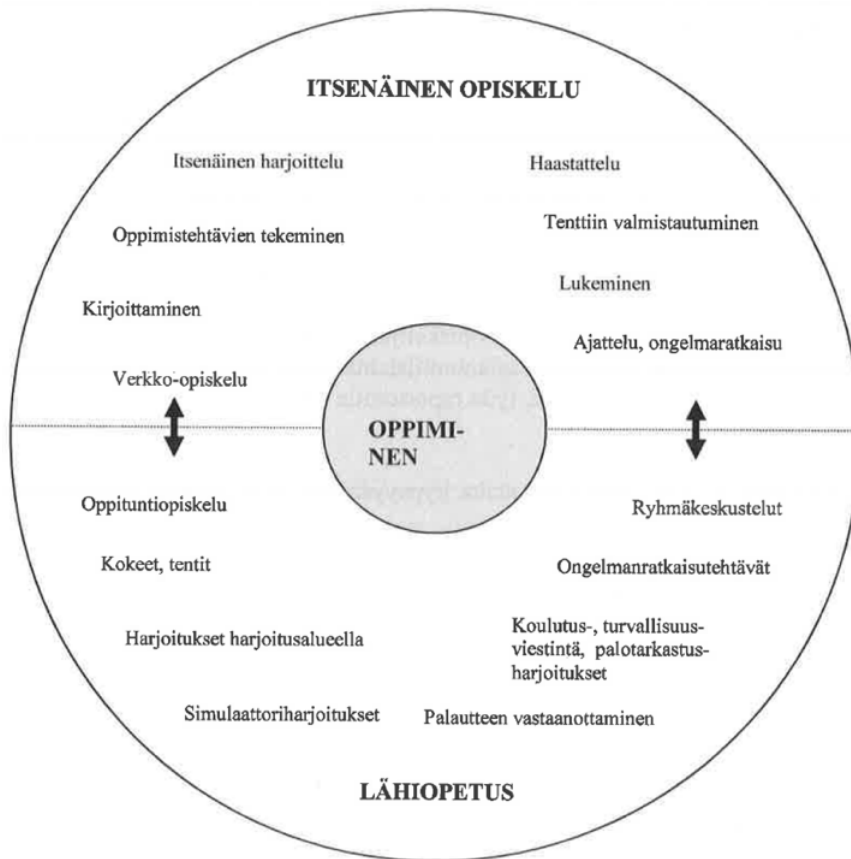 ITSENÄINEN OPISKELU
Itsenäinen harjoittelu
Haastattelu
Oppimistehtävien tekeminen
Tenttiin valmistautuminen
Kirjoittaminen
Lukeminen
Verkko-opiskelu
Ajattelu, ongelmaratkaisu
OPPIMI-
NEN
Oppituntiopiskelu
Ryhmäkeskustelut
Kokeet, tentit
Ongelmanratkaisutehtävät
Harjoitukset harjoitusalueella
Koulutus-, turvallisuus-
viestintä, palotarkastus-
harjoitukset
Simulaattoriharjoitukset
Palautteen vastaanottaminen
LÄHIOPETUS